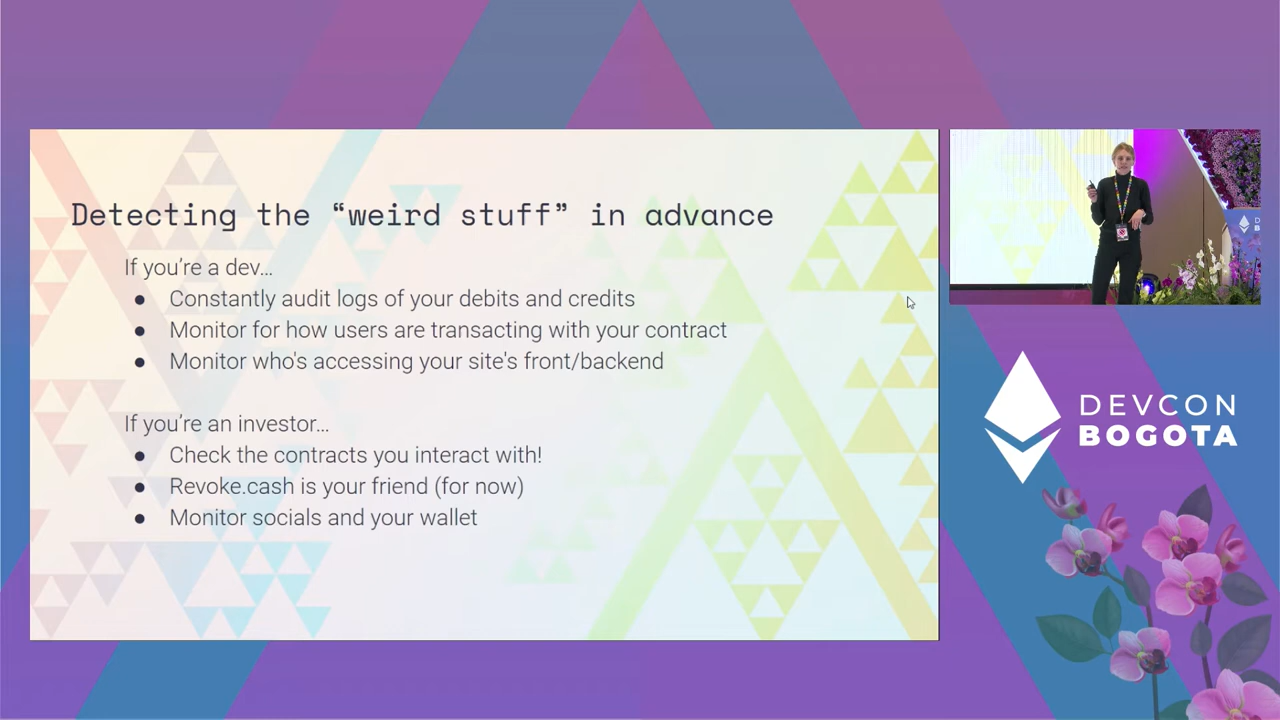 Detecting the “weird stuff” in advance
If you’re a dev…
● Constantly audit logs of your debits and credits
● Monitor for how users are transacting with your contract
● Monitor who's accessing your site's front/backend
If you’re an investor…
● Check the contracts you interact with!
● Revoke.cash is your friend (for now)
● Monitor socials and your wallet
DEVCON
BOGOTA